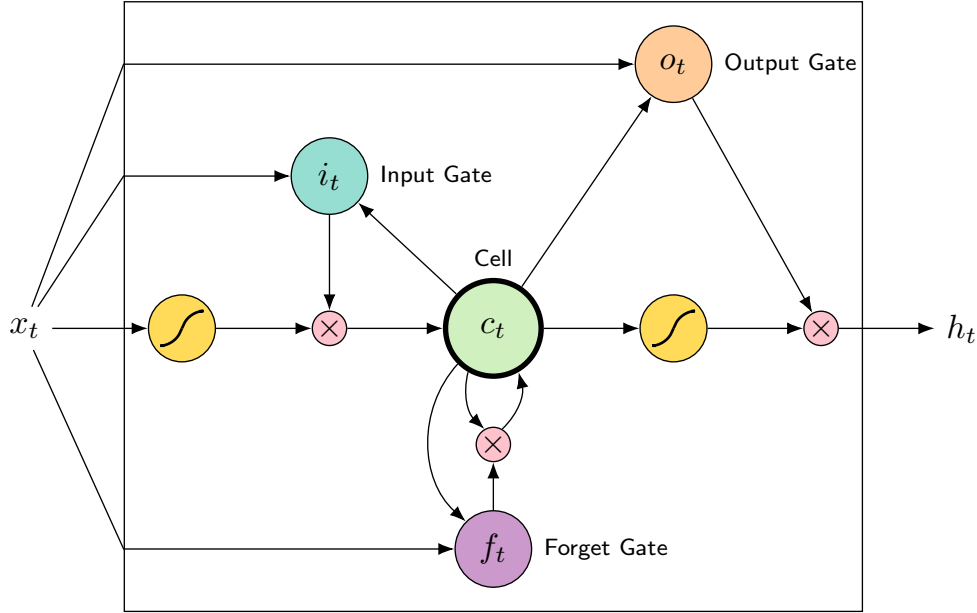 $o_t$ Output Gate
$i_t$ Input Gate
Cell
$x_t$ × $c_t$ × $h_t$
×
$f_t$ Forget Gate